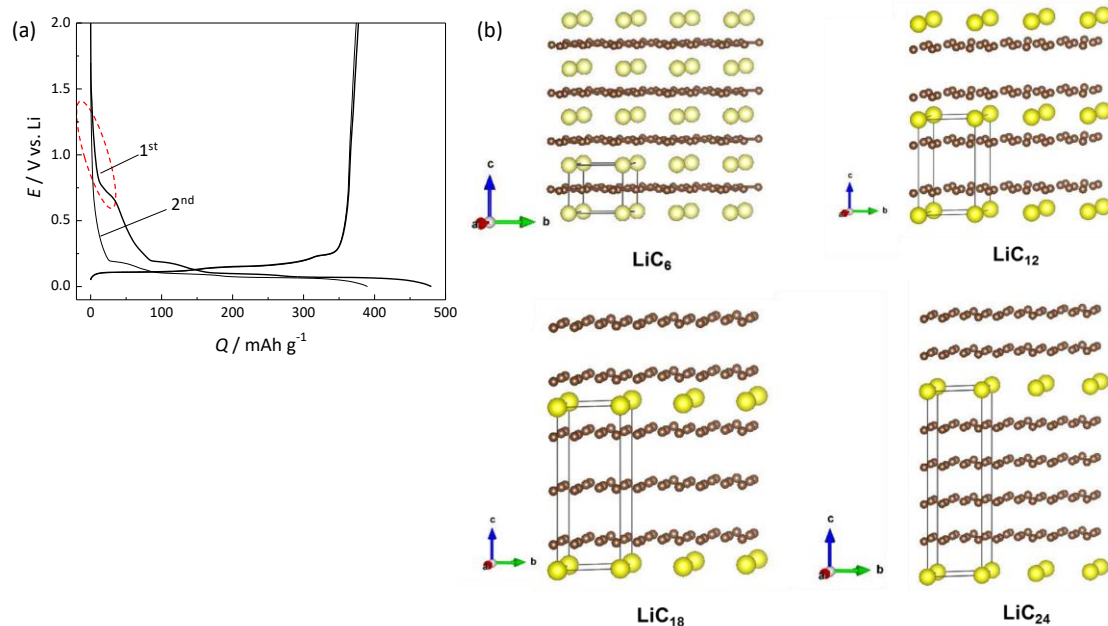 (a)
2.0
1.5
1.0
0.5
0.0
E / V vs. Li
1st
2nd
0
100
200
300
400
500
Q / mAh g-1
(b)
c
b
a
LiC6
c
b
a
LiC12
c
b
a
LiC18
c
b
a
LiC24